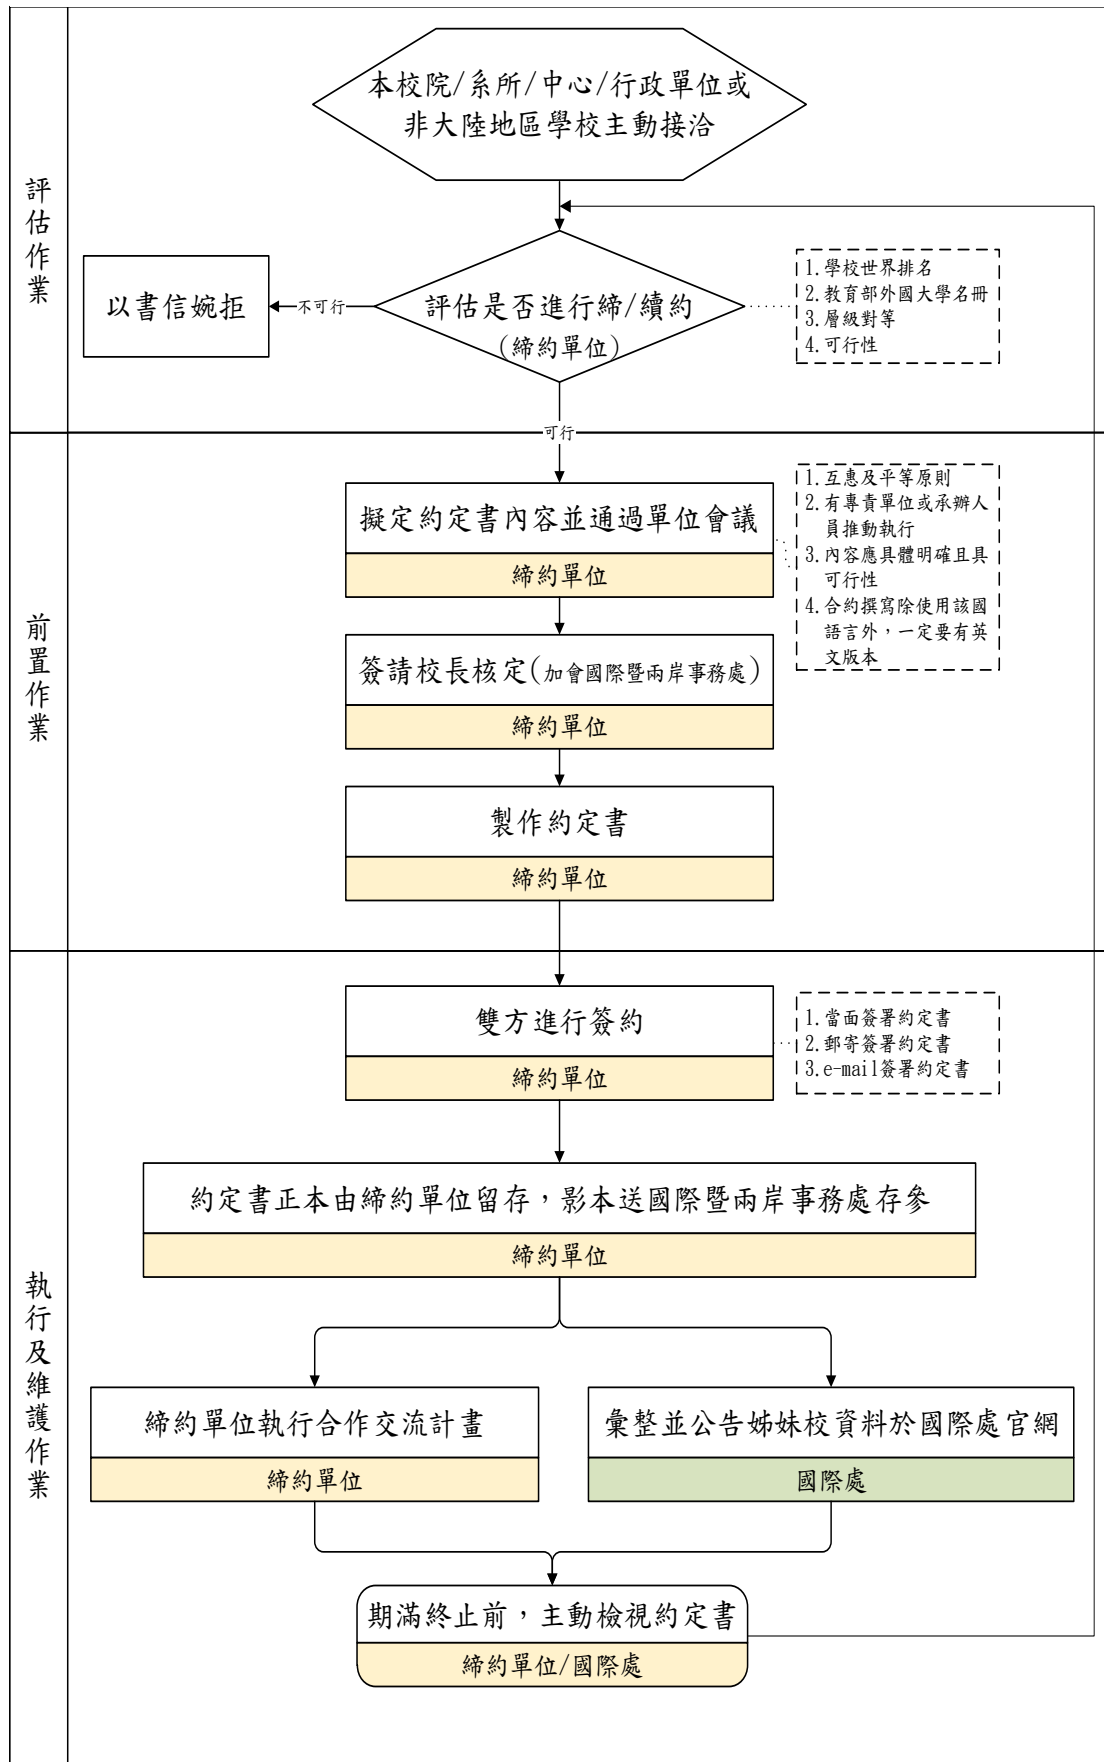 評估作業
本校院/系所/中心/行政單位或
非大陸地區學校主動接洽
以書信婉拒
不可行
評估是否進行締/續約
(締約單位)
1.學校世界排名
2.教育部外國大學名冊
3.層級對等
4.可行性
可行
前置作業
擬定約定書內容並通過單位會議
締約單位
1.互惠及平等原則
2.有專責單位或承辦人
員推動執行
3.內容應具體明確且具
可行性
4.合約撰寫除使用該國
語言外,一定要有英
文版本
簽請校長核定(加會國際暨兩岸事務處)
締約單位
製作約定書
締約單位
執行及維護作業
雙方進行簽約
締約單位
1.當面簽署約定書
2.郵寄簽署約定書
3.e-mail簽署約定書
約定書正本由締約單位留存,影本送國際暨兩岸事務處存參
締約單位
締約單位執行合作交流計畫
締約單位
彙整並公告姊妹校資料於國際處官網
國際處
期滿終止前,主動檢視約定書
締約單位/國際處